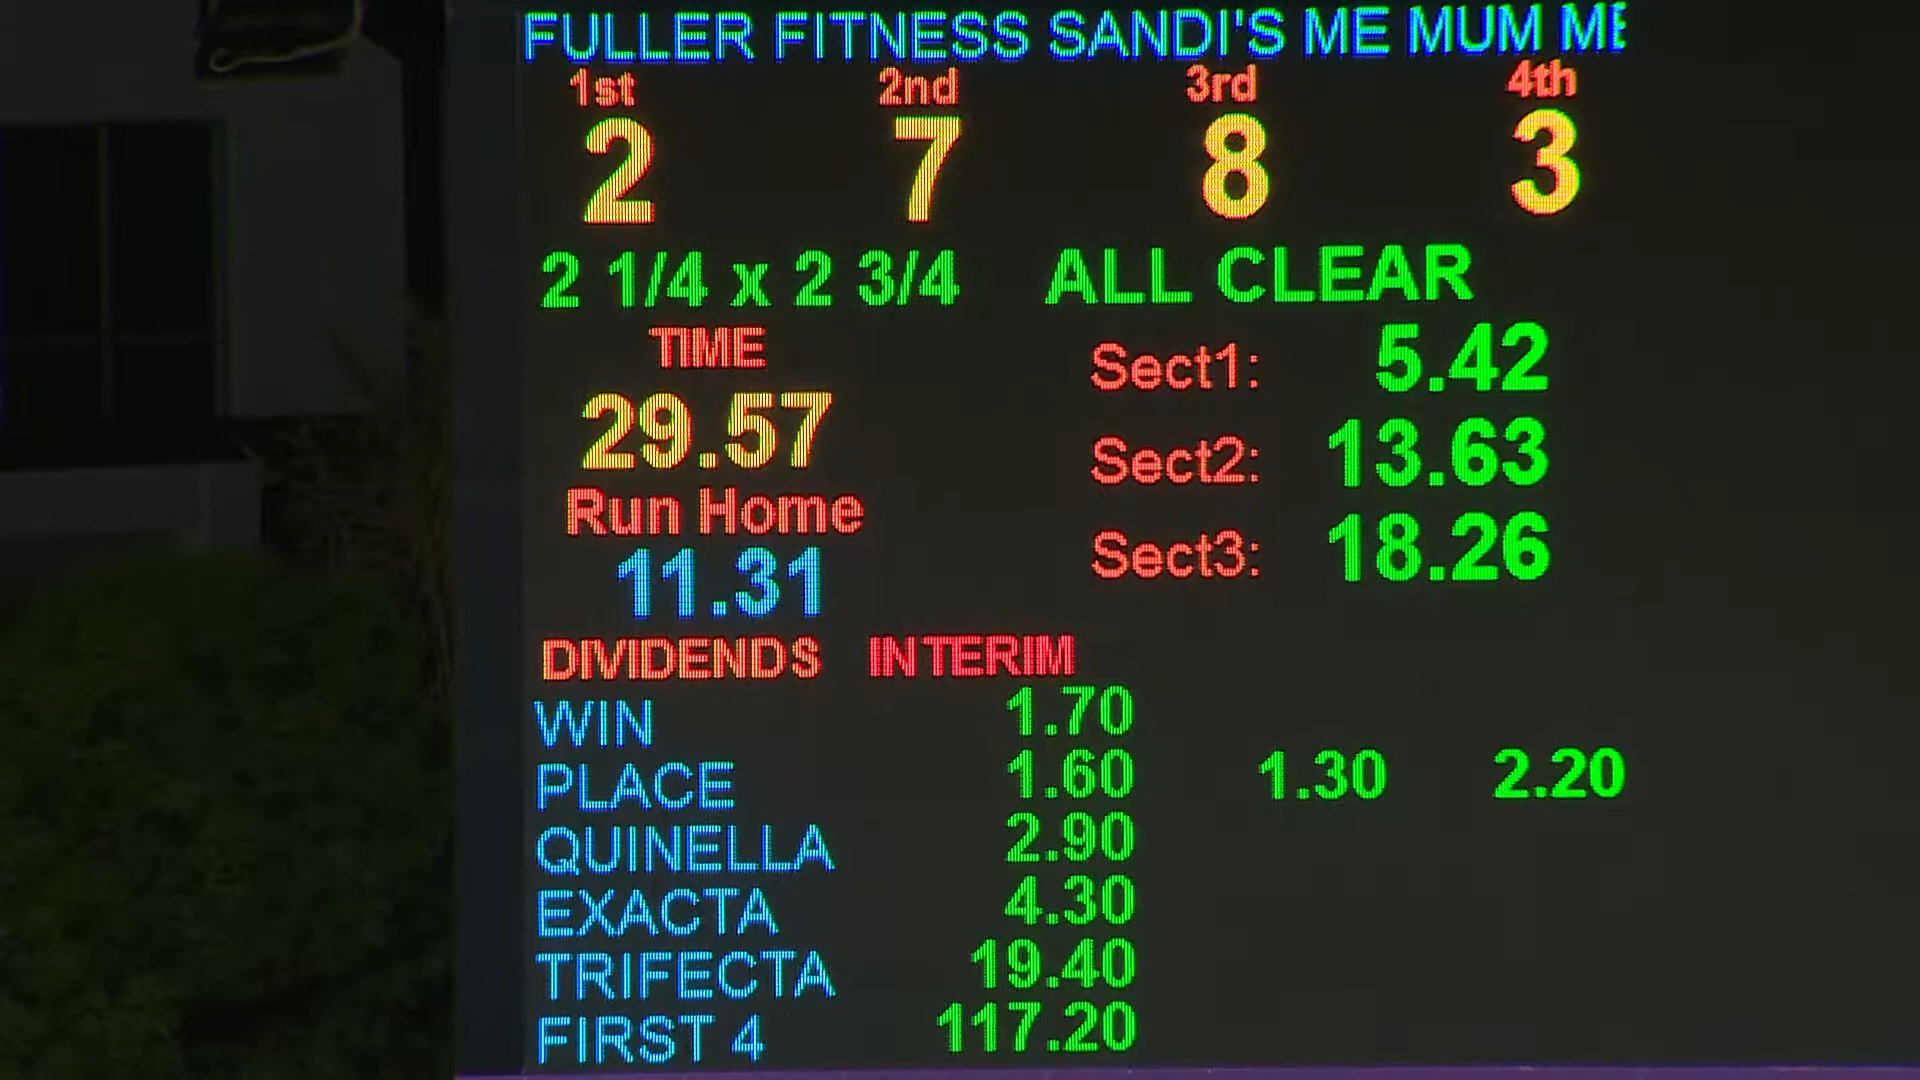 FULLER FITNESS SANDI'S ME MUM ME
1st 2nd 3rd 4th
2 7 8 3
2 1/4 x 2 3/4 ALL CLEAR
TIME
29.57
Sect1: 5.42
Sect2: 13.63
Run Home
11.31
Sect3: 18.26
DIVIDENDS INTERIM
WIN 1.70
PLACE 1.60 1.30 2.20
QUINELLA 2.90
EXACTA 4.30
TRIFECTA 19.40
FIRST 4 117.20